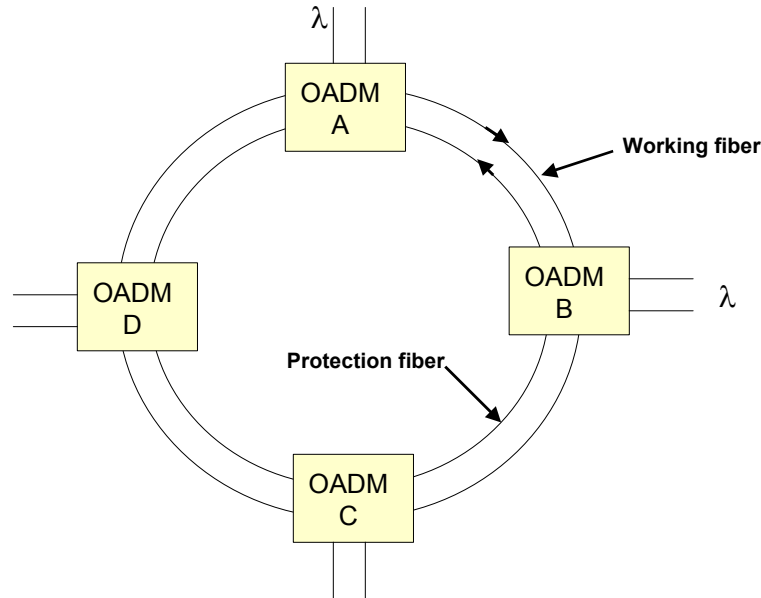 λ
OADM
A
Working fiber
OADM
B
λ
OADM
D
Protection fiber
OADM
C